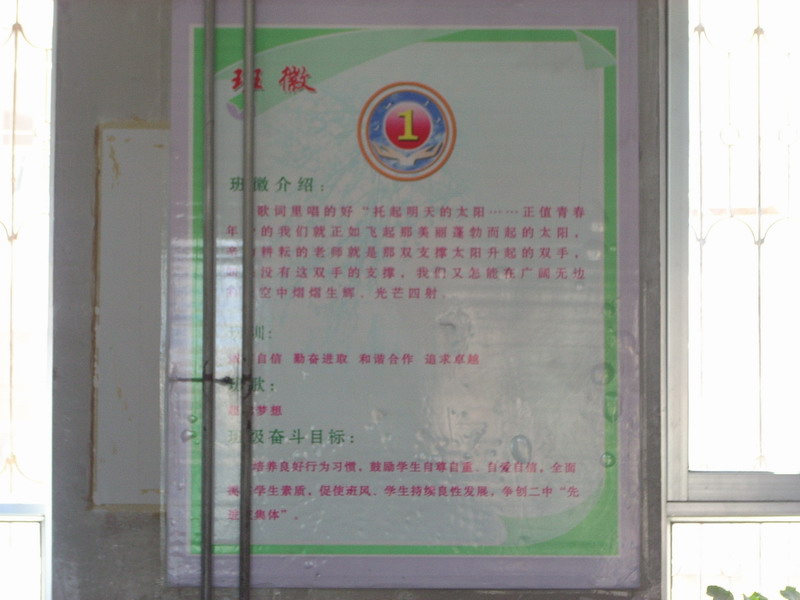 班 徽
1
班徽介绍：
歌词里唱的好“托起明天的太阳……正值青春
年 的我们就正如飞起那美丽蓬勃而起的太阳，
耕耘的老师就是那双支撑太阳升起的双手，
没有这双手的支撑，我们又怎能在广阔无边
空中熠熠生辉、光芒四射。
训：
自信 勤奋进取 和谐合作 追求卓越
班歌：
梦想
班级奋斗目标：
培养良好行为习惯，鼓励学生自尊自重、自爱自信，全面
学生素质，促使班风、学生持续良性发展，争创二中“先
进 集体”。